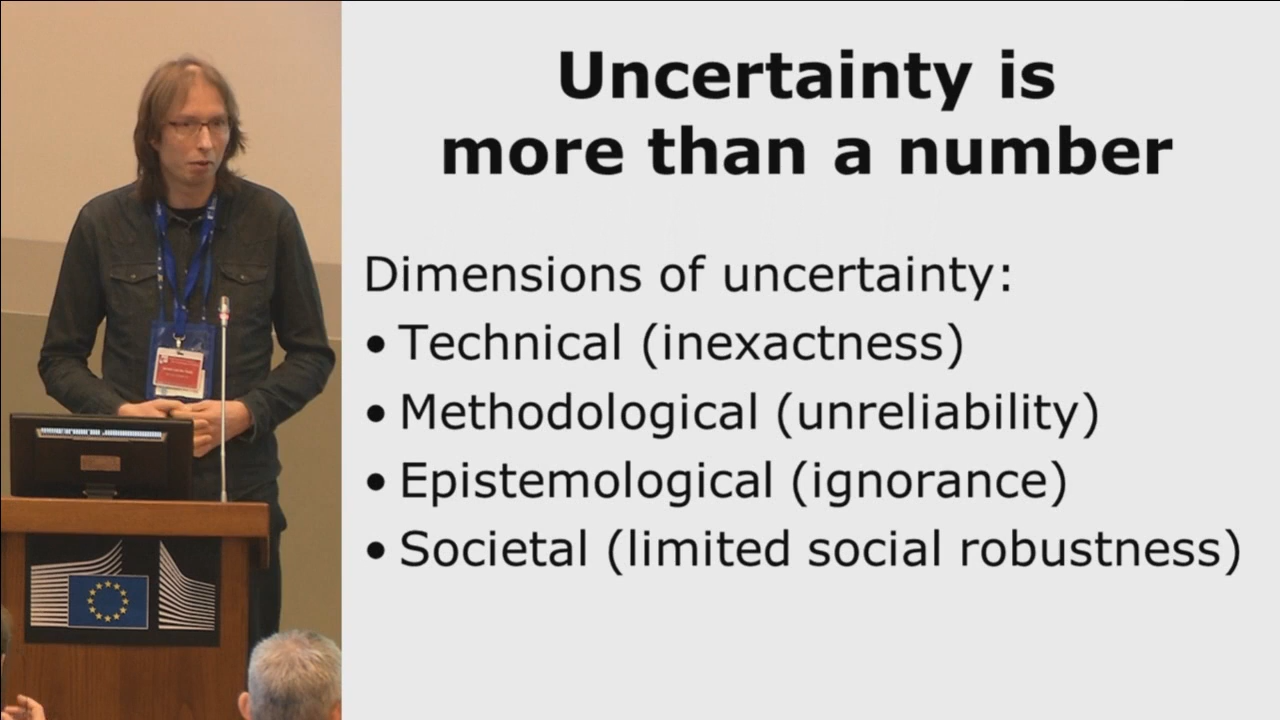 Uncertainty is
more than a number
Dimensions of uncertainty:
• Technical (inexactness)
• Methodological (unreliability)
• Epistemological (ignorance)
• Societal (limited social robustness)